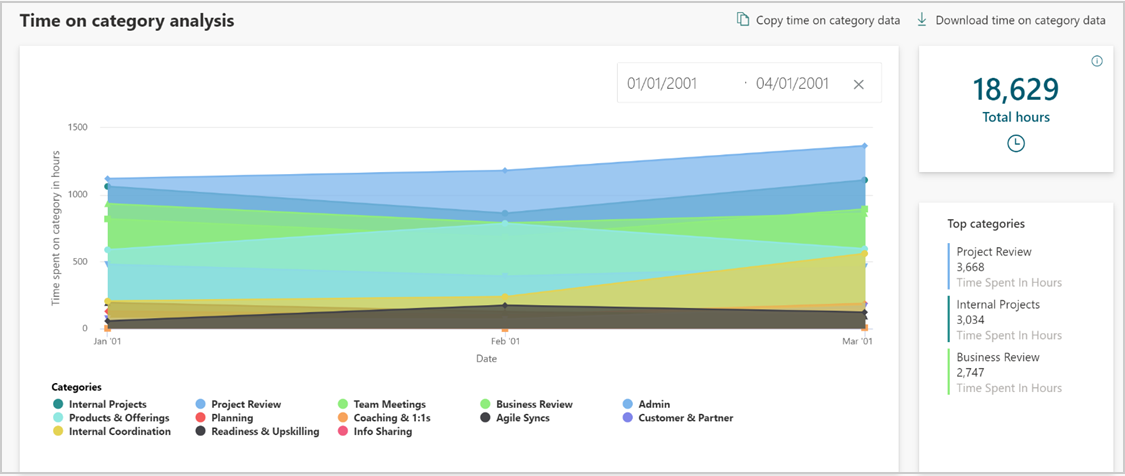 Time on category analysis
Copy time on category data
Download time on category data
01/01/2001 · 04/01/2001
18,629
Total hours
1500
1000
500
0
Time spent on category in hours
Jan '01 Feb '01 Mar '01
Date
Categories
Internal Projects Project Review Team Meetings Business Review Admin
Products & Offerings Planning Coaching & 1:1s Agile Syncs Customer & Partner
Internal Coordination Readiness & Upskilling Info Sharing
Top categories
Project Review
3,668
Time Spent In Hours
Internal Projects
3,034
Time Spent In Hours
Business Review
2,747
Time Spent In Hours